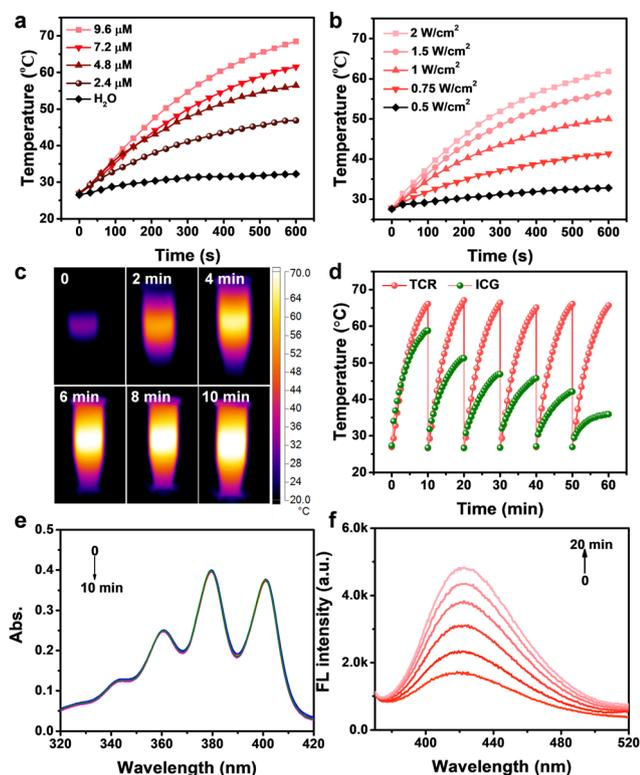 a
9.6 μM
7.2 μM
4.8 μM
2.4 μM
H₂O
Temperature (°C)
70
60
50
40
30
20
0 100 200 300 400 500 600
Time (s)
b
2 W/cm²
1.5 W/cm²
1 W/cm²
0.75 W/cm²
0.5 W/cm²
Temperature (°C)
70
60
50
40
30
0 100 200 300 400 500 600
Time (s)
c
0
2 min
4 min
6 min
8 min
10 min
70.0
64
56
52
48
44
40
36
32
28
24
20.0
°C
d
TCR
ICG
Temperature (°C)
80
70
60
50
40
30
20
0 10 20 30 40 50 60
Time (min)
e
0
10 min
Abs.
0.5
0.4
0.3
0.2
0.1
0.0
320 340 360 380 400 420
Wavelength (nm)
f
20 min
0
FL intensity (a.u.)
6.0k
4.0k
2.0k
0.0
400 440 480 520
Wavelength (nm)